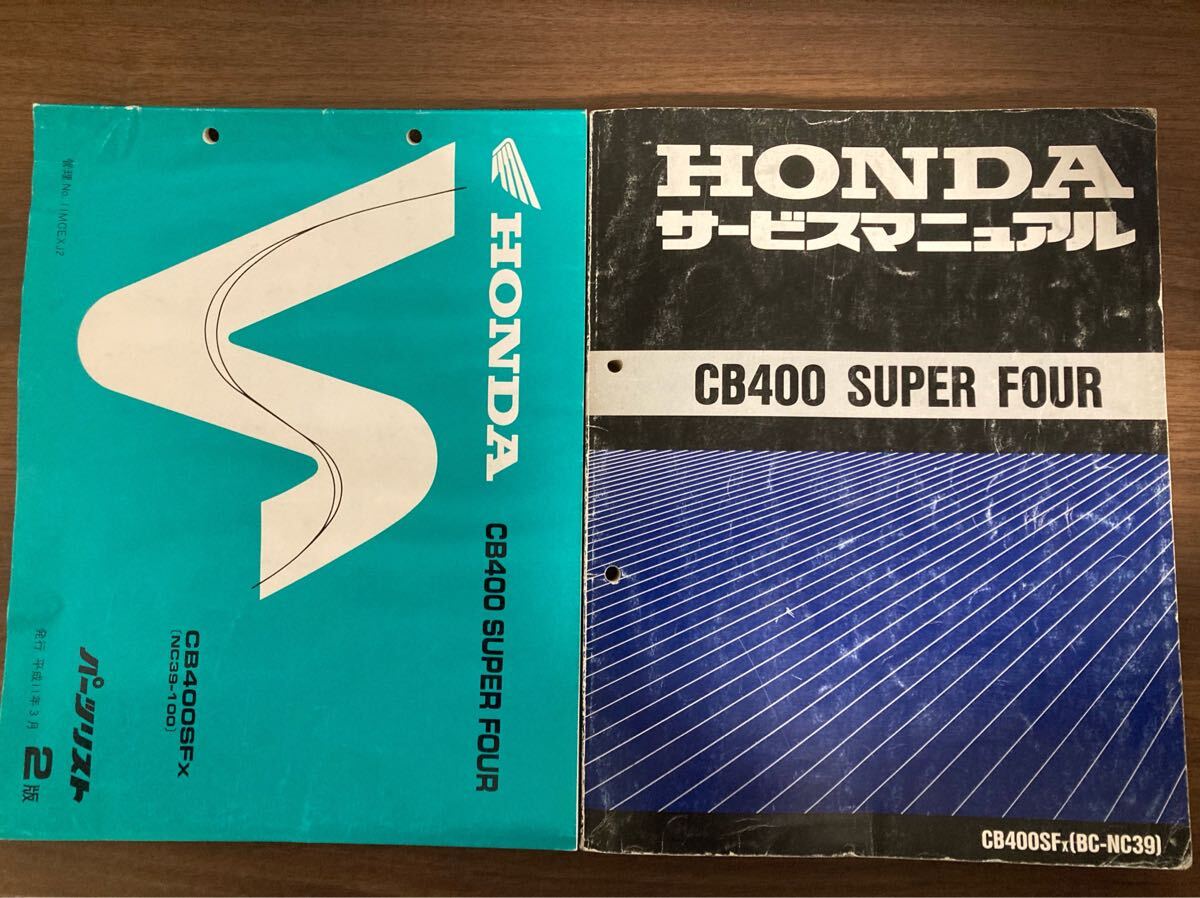 HONDA
CB400 SUPER FOUR
CB400SFX
〔NC39-100〕
パーツリスト
発行 平成11年3月
2版
管理 No. 11MCEXJ2
HONDA
サービスマニュアル
CB400 SUPER FOUR
CB400SFX(BC-NC39)